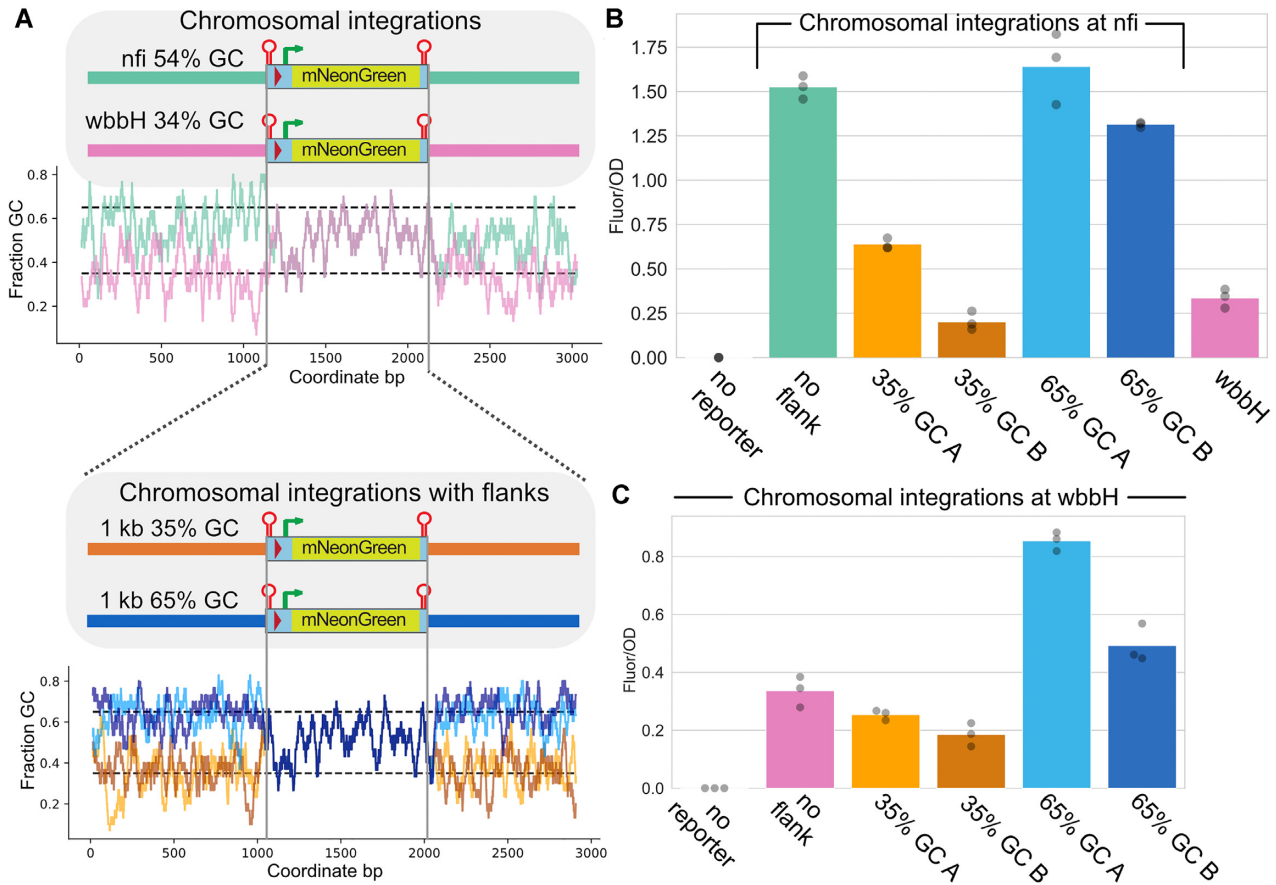 A
Chromosomal integrations
nfi 54% GC
mNeonGreen
wbbH 34% GC
mNeonGreen
Fraction GC
0.8
0.6
0.4
0.2
0
500
1000
1500
2000
2500
3000
Coordinate bp
Chromosomal integrations with flanks
1 kb 35% GC
mNeonGreen
1 kb 65% GC
mNeonGreen
Fraction GC
0.8
0.6
0.4
0.2
0
500
1000
1500
2000
2500
3000
Coordinate bp
B
Chromosomal integrations at nfi
Fluor/OD
1.75
1.50
1.25
1.00
0.75
0.50
0.25
0.00
no
reporter
no
flank
35% GC A
35% GC B
65% GC A
65% GC B
wbbH
C
Chromosomal integrations at wbbH
Fluor/OD
0.8
0.6
0.4
0.2
0.0
no
reporter
no
flank
35% GC A
35% GC B
65% GC A
65% GC B